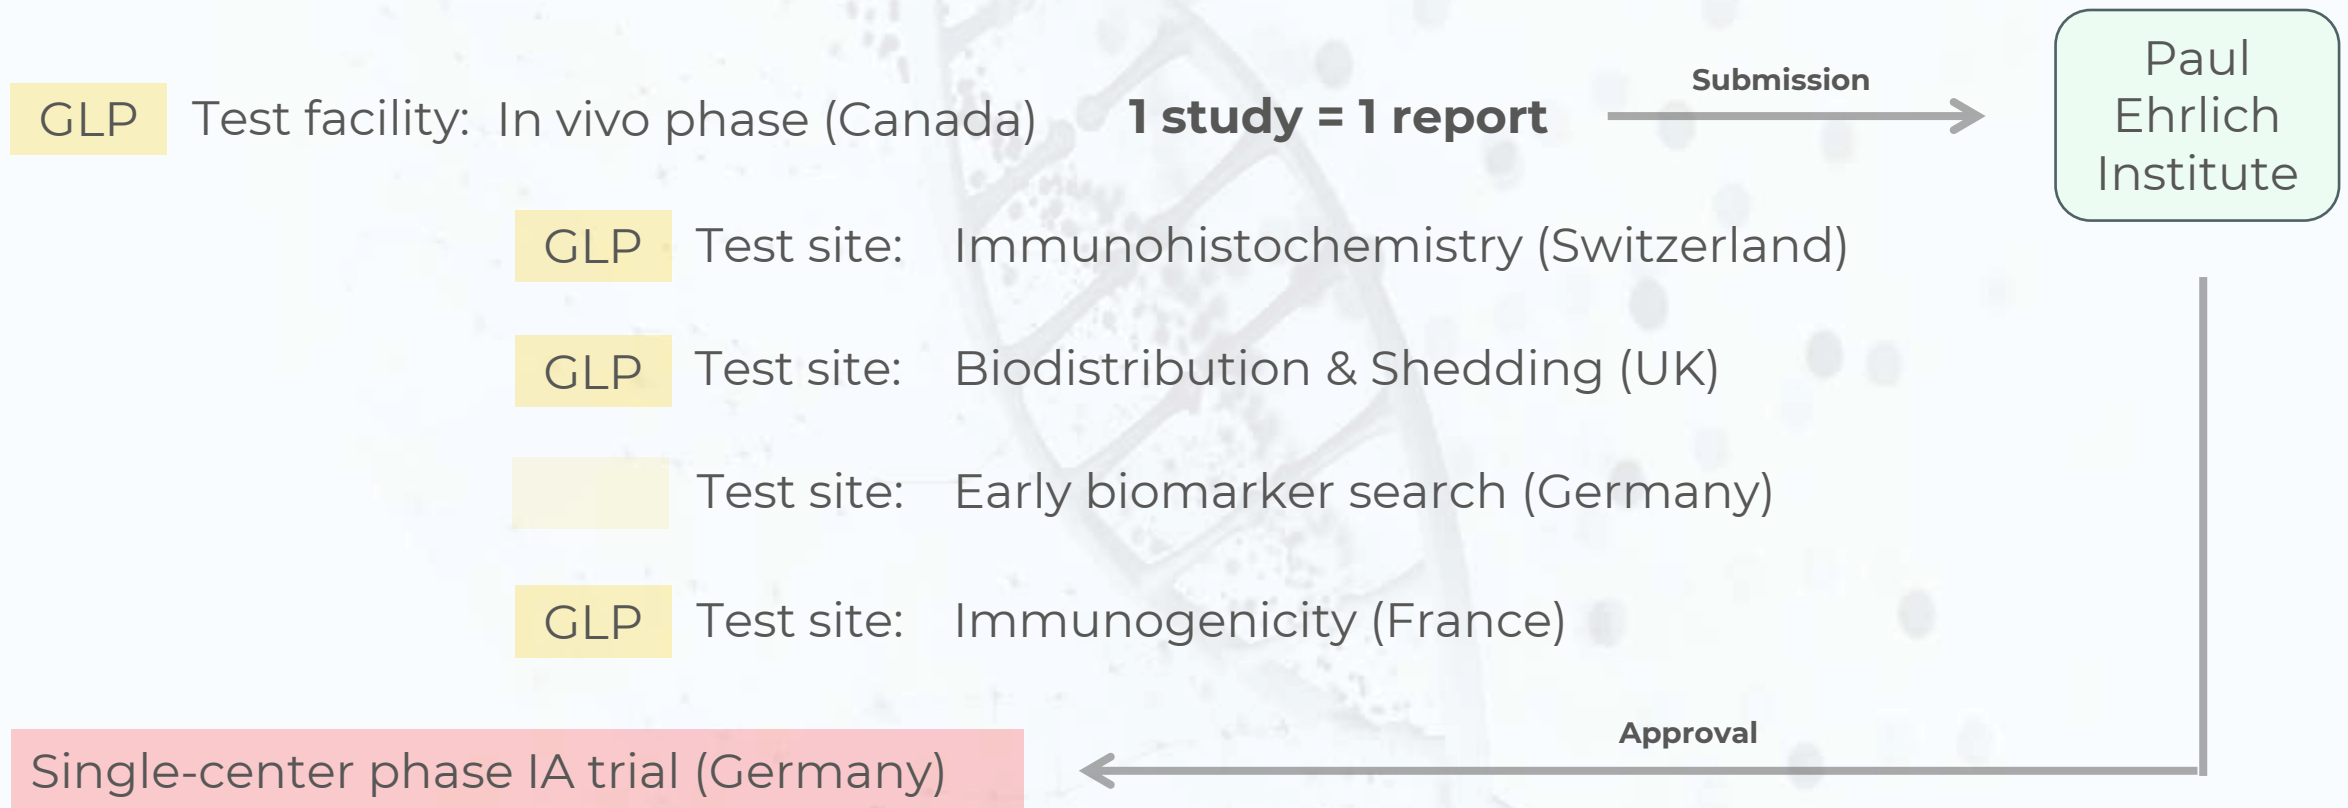 GLP Test facility: In vivo phase (Canada) 1 study = 1 report
Submission
Paul
Ehrlich
Institute
GLP Test site: Immunohistochemistry (Switzerland)
GLP Test site: Biodistribution & Shedding (UK)
Test site: Early biomarker search (Germany)
GLP Test site: Immunogenicity (France)
Approval
Single-center phase IA trial (Germany)